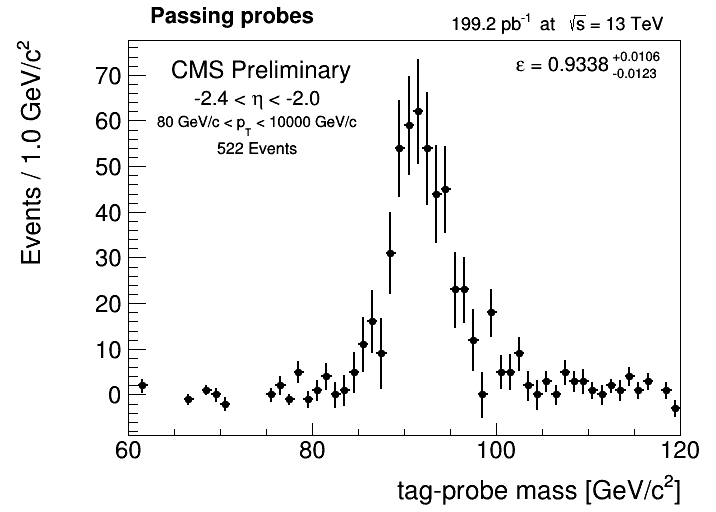 Passing probes
199.2 pb⁻¹ at √s = 13 TeV
CMS Preliminary
ε = 0.9338 +0.0106 -0.0123
-2.4 < η < -2.0
80 GeV/c < p_T < 10000 GeV/c
522 Events
Events / 1.0 GeV/c²
70
60
50
40
30
20
10
0
60 80 100 120
tag-probe mass [GeV/c²]